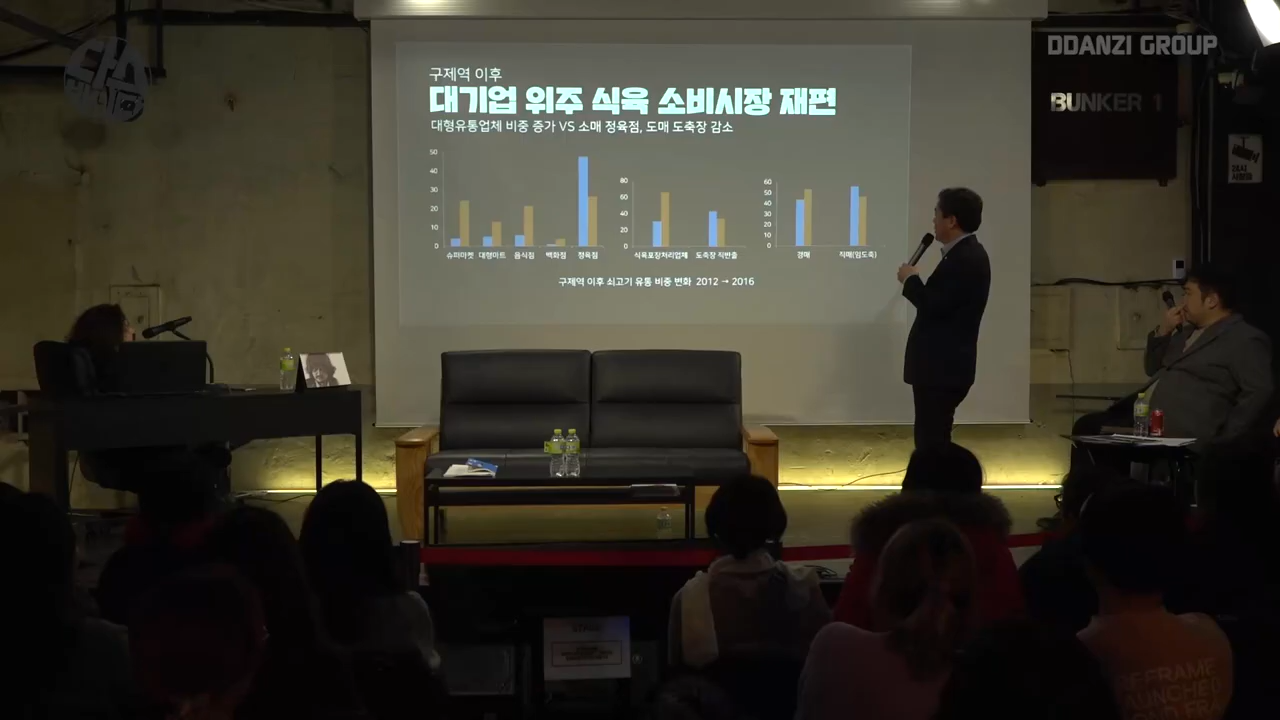 다스
DDANZI GROUP
BUNKER 1
구제역 이후
대기업 위주 식육 소비시장 재편
대형유통업체 비중 증가 VS 소매 정육점, 도매 도축장 감소
50
40
30
20
10
0
슈퍼마켓 대형마트 음식점 백화점 정육점
80
60
40
20
0
식육포장처리업체 도축장 직반출
60
50
40
30
20
10
0
경매 직매(임도축)
구제역 이후 쇠고기 유통 비중 변화 2012 → 2016